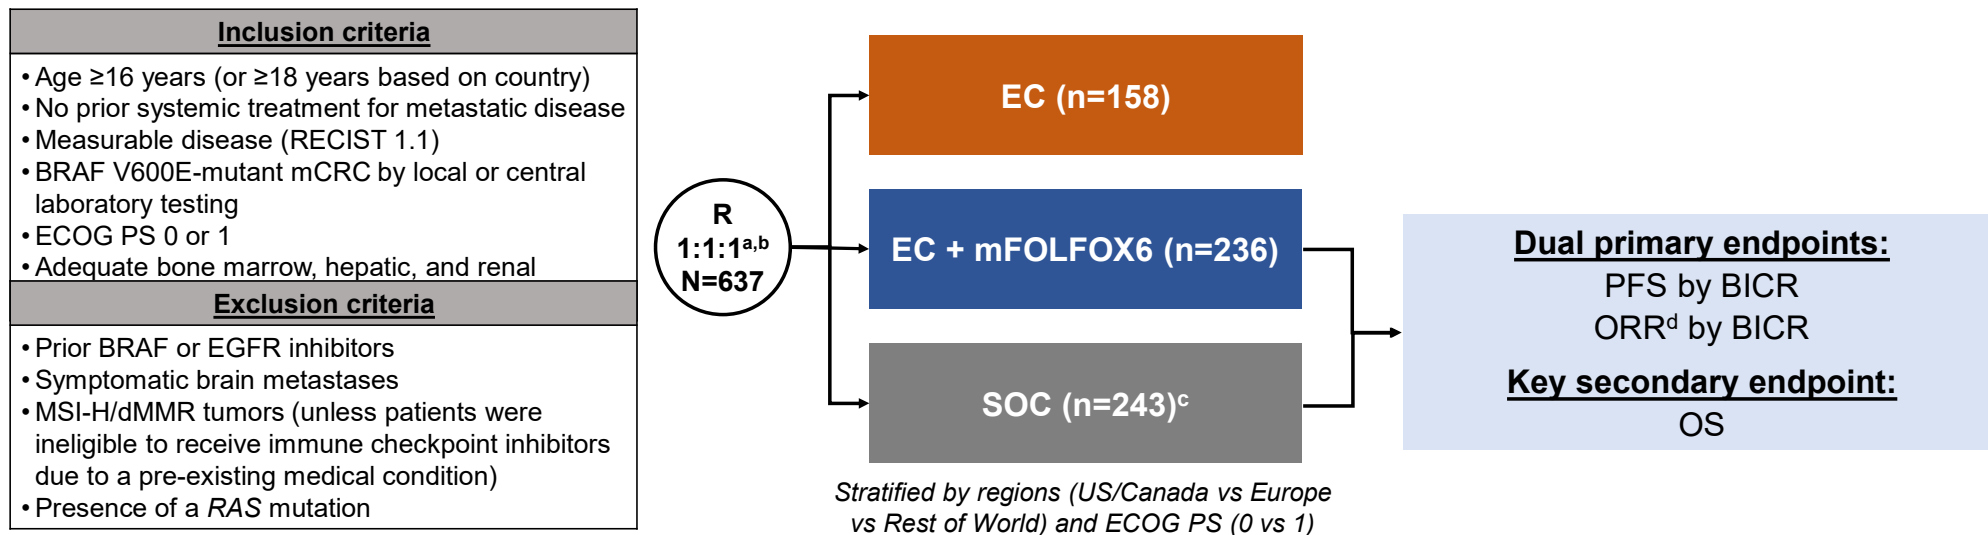 Inclusion criteria
• Age ≥16 years (or ≥18 years based on country)
• No prior systemic treatment for metastatic disease
• Measurable disease (RECIST 1.1)
• BRAF V600E-mutant mCRC by local or central
laboratory testing
• ECOG PS 0 or 1
• Adequate bone marrow, hepatic, and renal
Exclusion criteria
• Prior BRAF or EGFR inhibitors
• Symptomatic brain metastases
• MSI-H/dMMR tumors (unless patients were
ineligible to receive immune checkpoint inhibitors
due to a pre-existing medical condition)
• Presence of a RAS mutation
R
1:1:1a,b
N=637
EC (n=158)
EC + mFOLFOX6 (n=236)
SOC (n=243)c
Stratified by regions (US/Canada vs Europe
vs Rest of World) and ECOG PS (0 vs 1)
Dual primary endpoints:
PFS by BICR
ORRd by BICR
Key secondary endpoint:
OS